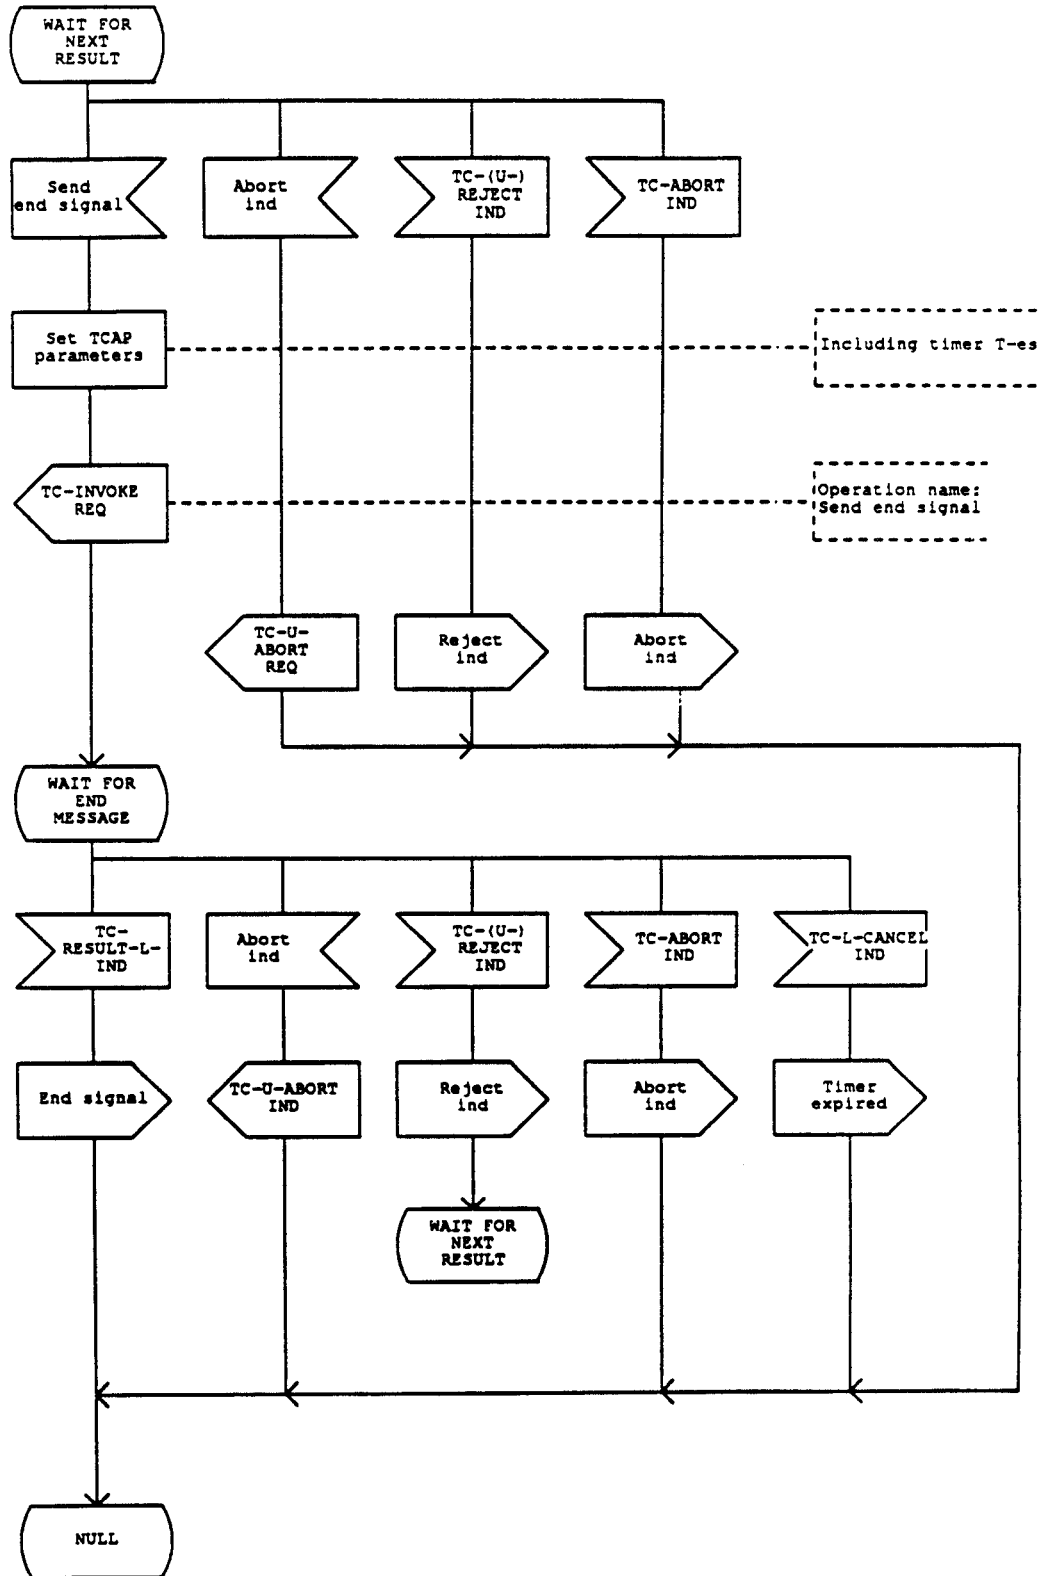 WAIT FOR
NEXT
RESULT
Send
end signal
Abort
ind
TC-(U-)
REJECT
IND
TC-ABORT
IND
Set TCAP
parameters
Including timer T-es
TC-INVOKE
REQ
Operation name:
Send end signal
TC-U-
ABORT
REQ
Reject
ind
Abort
ind
WAIT FOR
END
MESSAGE
TC-
RESULT-L-
IND
Abort
ind
TC-(U-)
REJECT
IND
TC-ABORT
IND
TC-L-CANCEL
IND
End signal
TC-U-ABORT
IND
Reject
ind
Abort
ind
Timer
expired
WAIT FOR
NEXT
RESULT
NULL